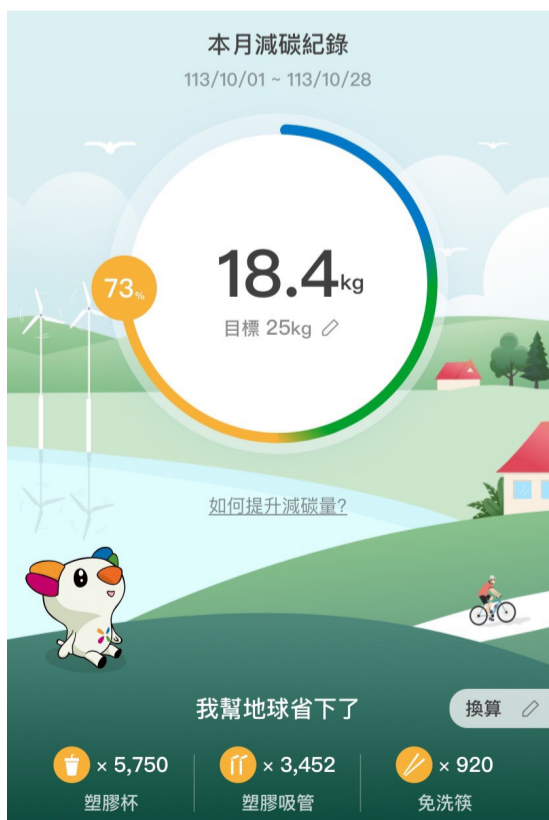 本月減碳紀錄
113/10/01 ~ 113/10/28
73%
18.4kg
目標 25kg
如何提升減碳量?
我幫地球省下了
換算
× 5,750
× 3,452
× 920
塑膠杯
塑膠吸管
免洗筷